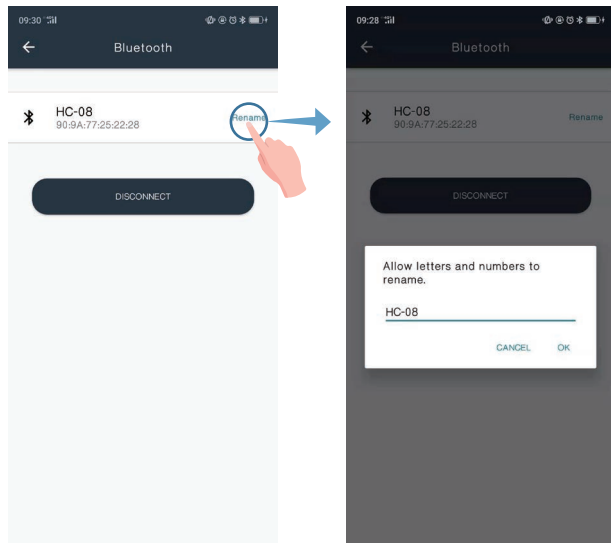 09:30
Bluetooth
HC-08
90:9A:77:25:22:28
Rename
DISCONNECT
09:28
Bluetooth
HC-08
90:9A:77:25:22:28
Rename
DISCONNECT
Allow letters and numbers to
rename.
HC-08
CANCEL OK